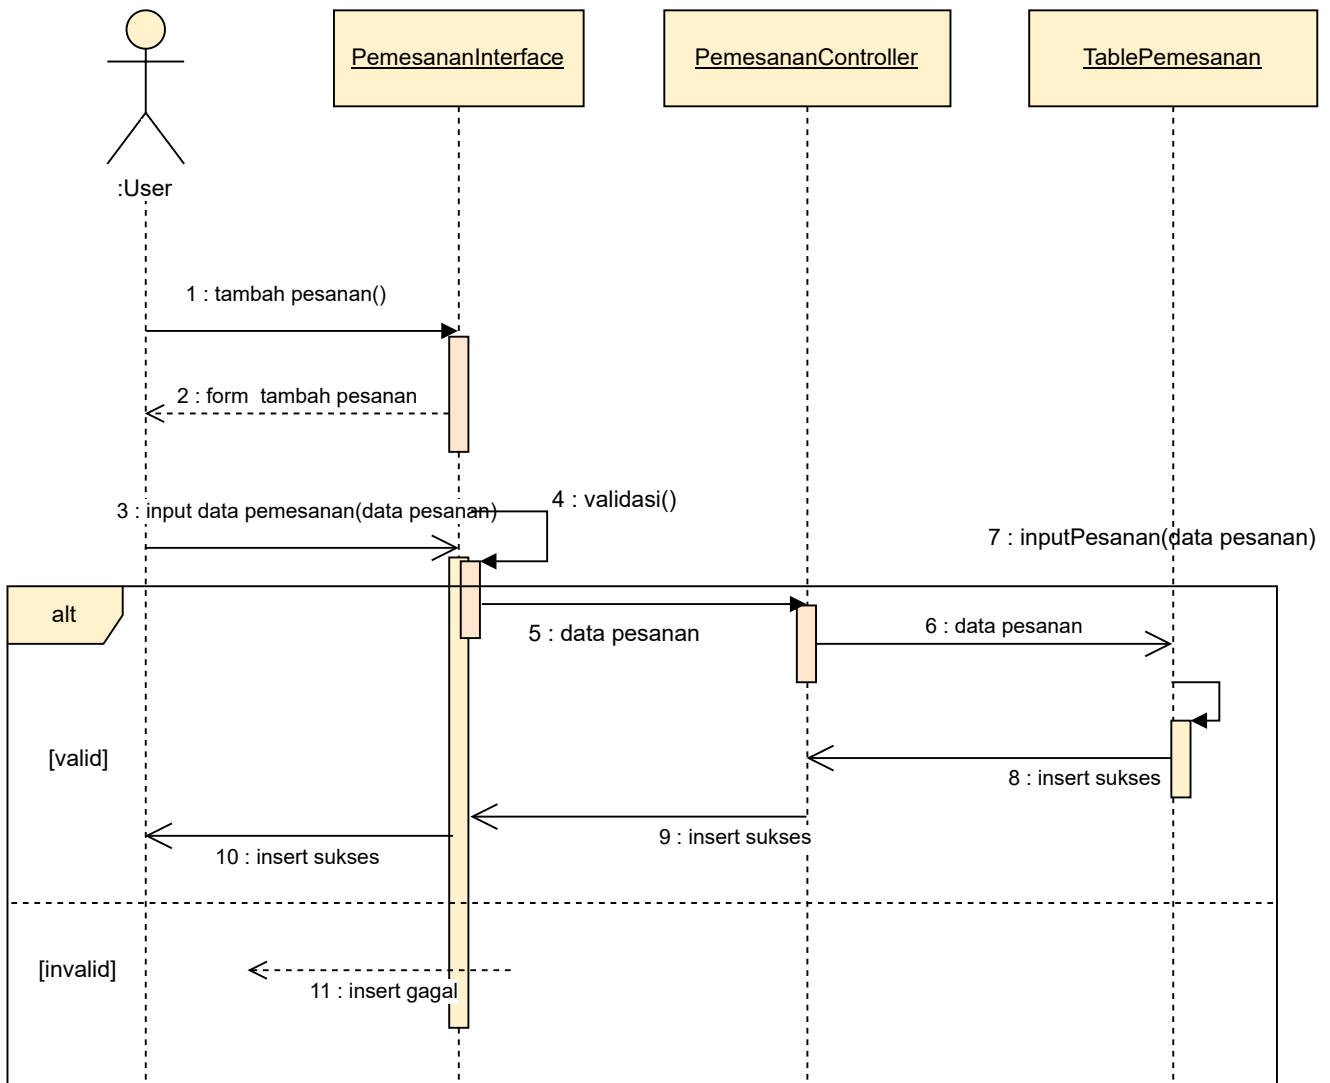 PemesananInterface
PemesananController
TablePemesanan
:User
1 : tambah pesanan()
2 : form  tambah pesanan
3 : input data pemesanan(data pesanan)
4 : validasi()
7 : inputPesanan(data pesanan)
alt
5 : data pesanan
6 : data pesanan
[valid]
8 : insert sukses
9 : insert sukses
10 : insert sukses
[invalid]
11 : insert gagal